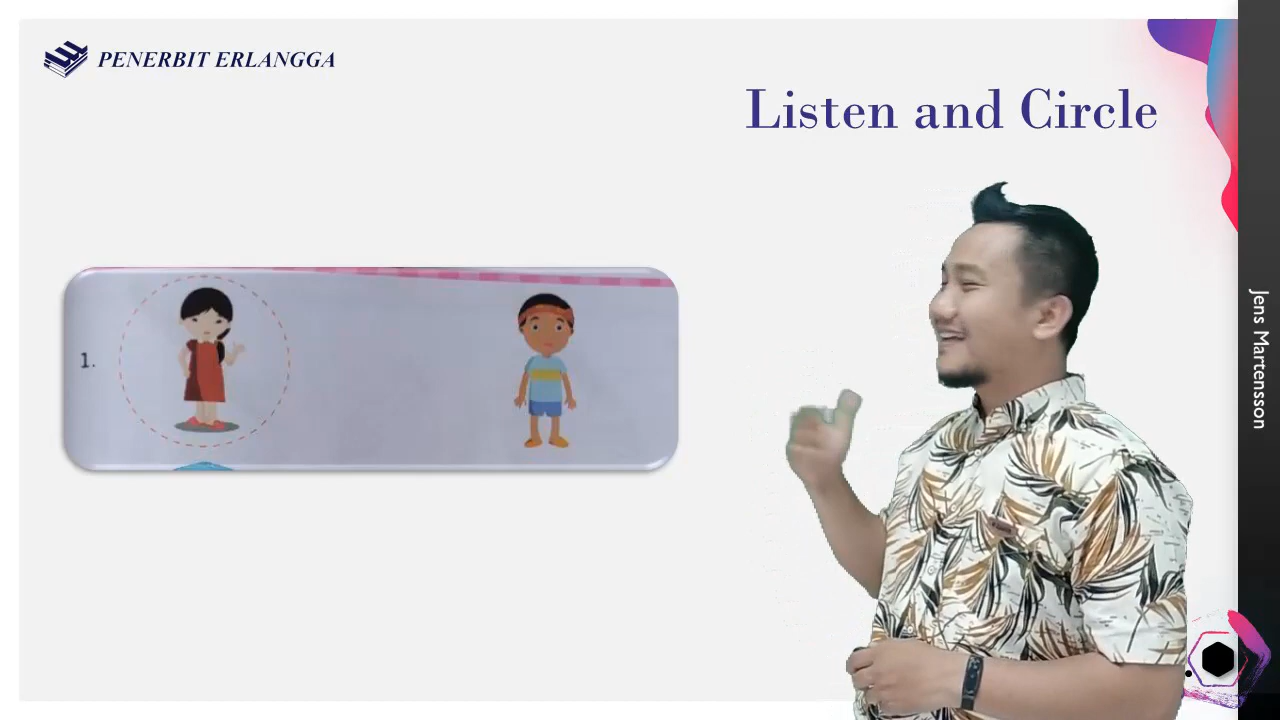 PENERBIT ERLANGGA
Listen and Circle
1.
Jens Martensson